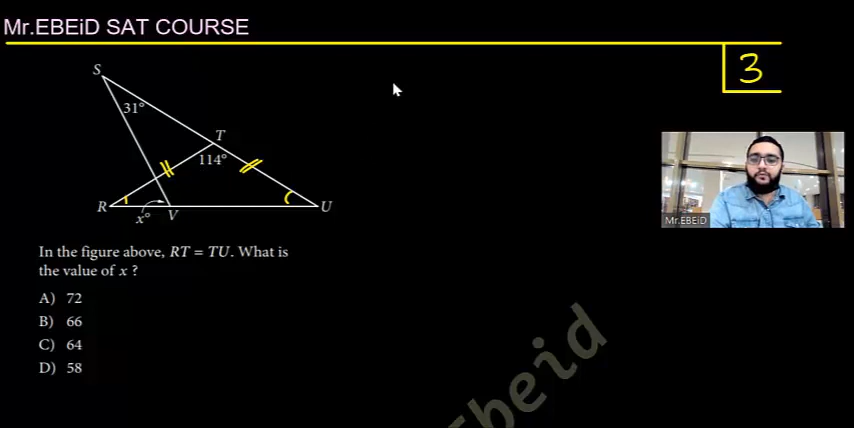 Mr.EBEiD SAT COURSE
3
S
31°
T
114°
R
x°
V
U
Mr.EBEiD
In the figure above, RT = TU. What is
the value of x ?
A) 72
B) 66
C) 64
D) 58
Ebeid